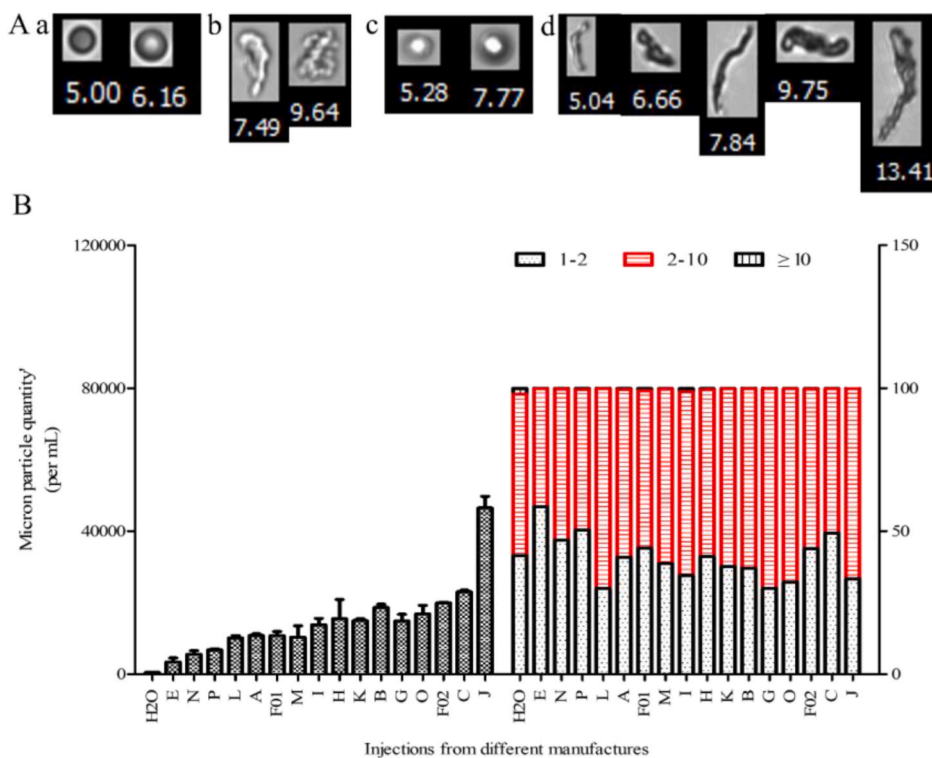 A a b c d
5.00 6.16 7.49 9.64 5.28 7.77 5.04 6.66 7.84 9.75 13.41
B
120000
80000
40000
0
Micron particle quantity'
(per mL)
1-2 2-10 ≥10
150
100
50
0
H2O E N P L A F01 M I H K B G O F02 C J
H2O E N P L A F01 M I H K B G O F02 C J
Injections from different manufactures